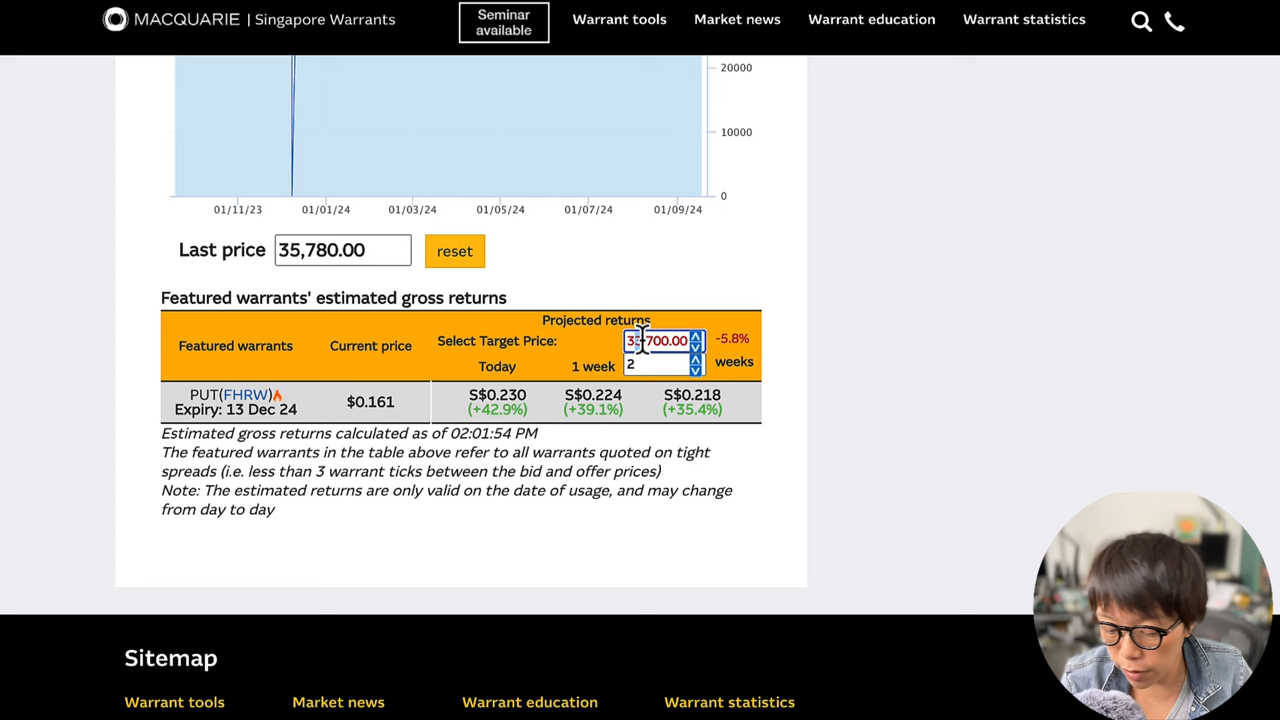 MACQUARIE | Singapore Warrants
Seminar available
Warrant tools
Market news
Warrant education
Warrant statistics
20000
10000
0
01/11/23
01/01/24
01/03/24
01/05/24
01/07/24
01/09/24
Last price 35,780.00 reset
Featured warrants' estimated gross returns
Projected returns
Featured warrants
Current price
Select Target Price:
-5.8%
Today
1 week
2
weeks
PUT(FHRW)
Expiry: 13 Dec 24
$0.161
S$0.230
(+42.9%)
S$0.224
(+39.1%)
S$0.218
(+35.4%)
Estimated gross returns calculated as of 02:01:54 PM
The featured warrants in the table above refer to all warrants quoted on tight
spreads (i.e. less than 3 warrant ticks between the bid and offer prices)
Note: The estimated returns are only valid on the date of usage, and may change
from day to day
Sitemap
Warrant tools
Market news
Warrant education
Warrant statistics